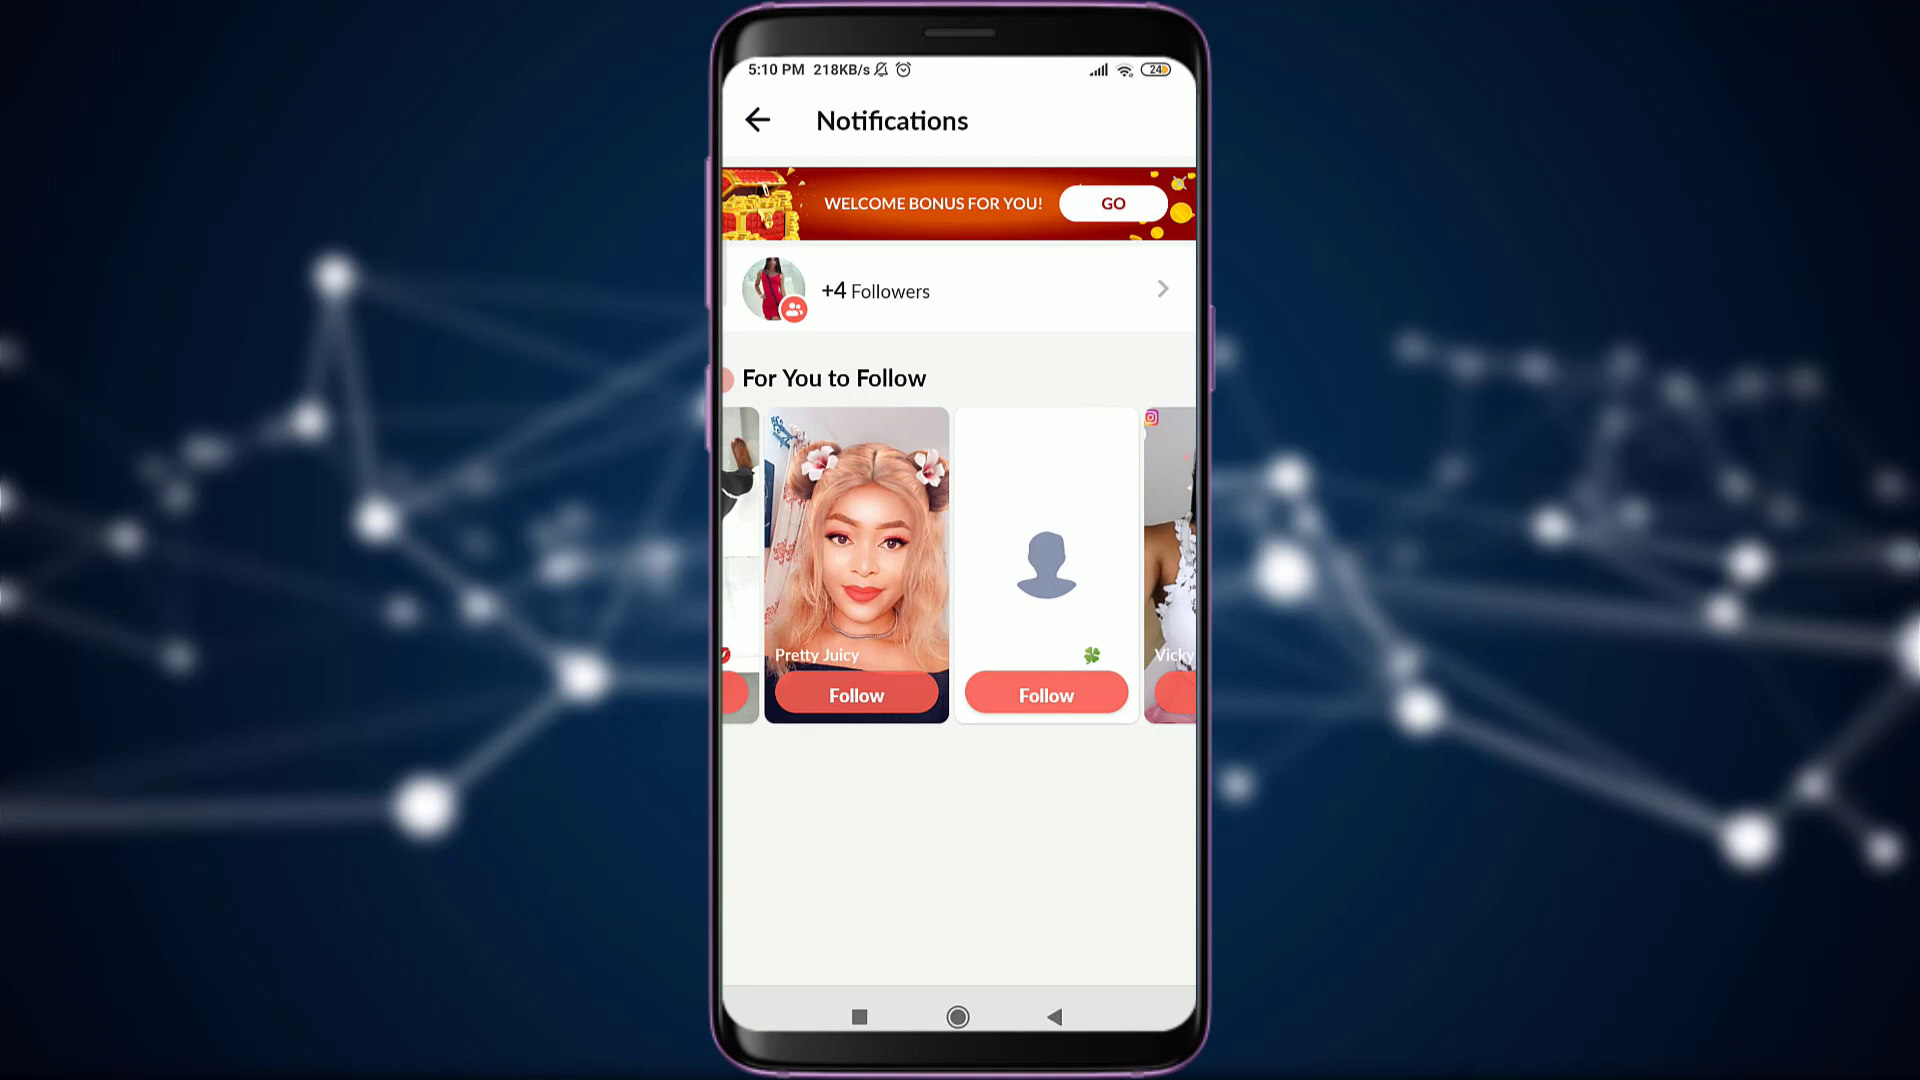 5:10 PM 218KB/s 24
Notifications
WELCOME BONUS FOR YOU! GO
+4 Followers
For You to Follow
Pretty Juicy
Vicky
Follow
Follow